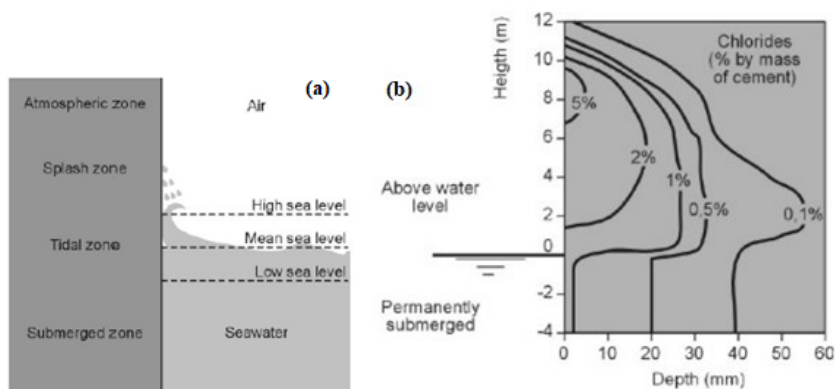 (a)
Atmospheric zone
Air
Splash zone
High sea level
Mean sea level
Tidal zone
Low sea level
Submerged zone
Seawater
(b)
Above water
level
Permanently
submerged
Heigth (m)
12
10
8
6
4
2
0
-2
-4
Chlorides
(% by mass
of cement)
5%
2%
1%
0,5%
0,1%
0 10 20 30 40 50 60
Depth (mm)